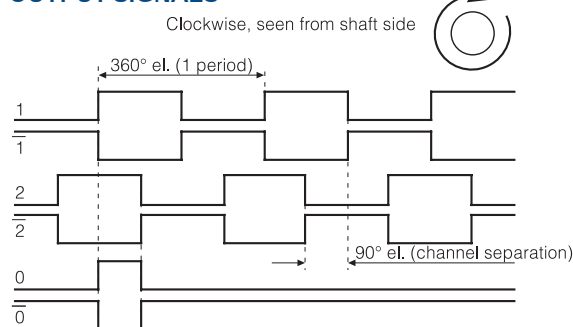 OUTPUT SIGNALS
Clockwise, seen from shaft side
360° el. (1 period)
1
1̅
2
2̅
90° el. (channel separation)
0
0̅